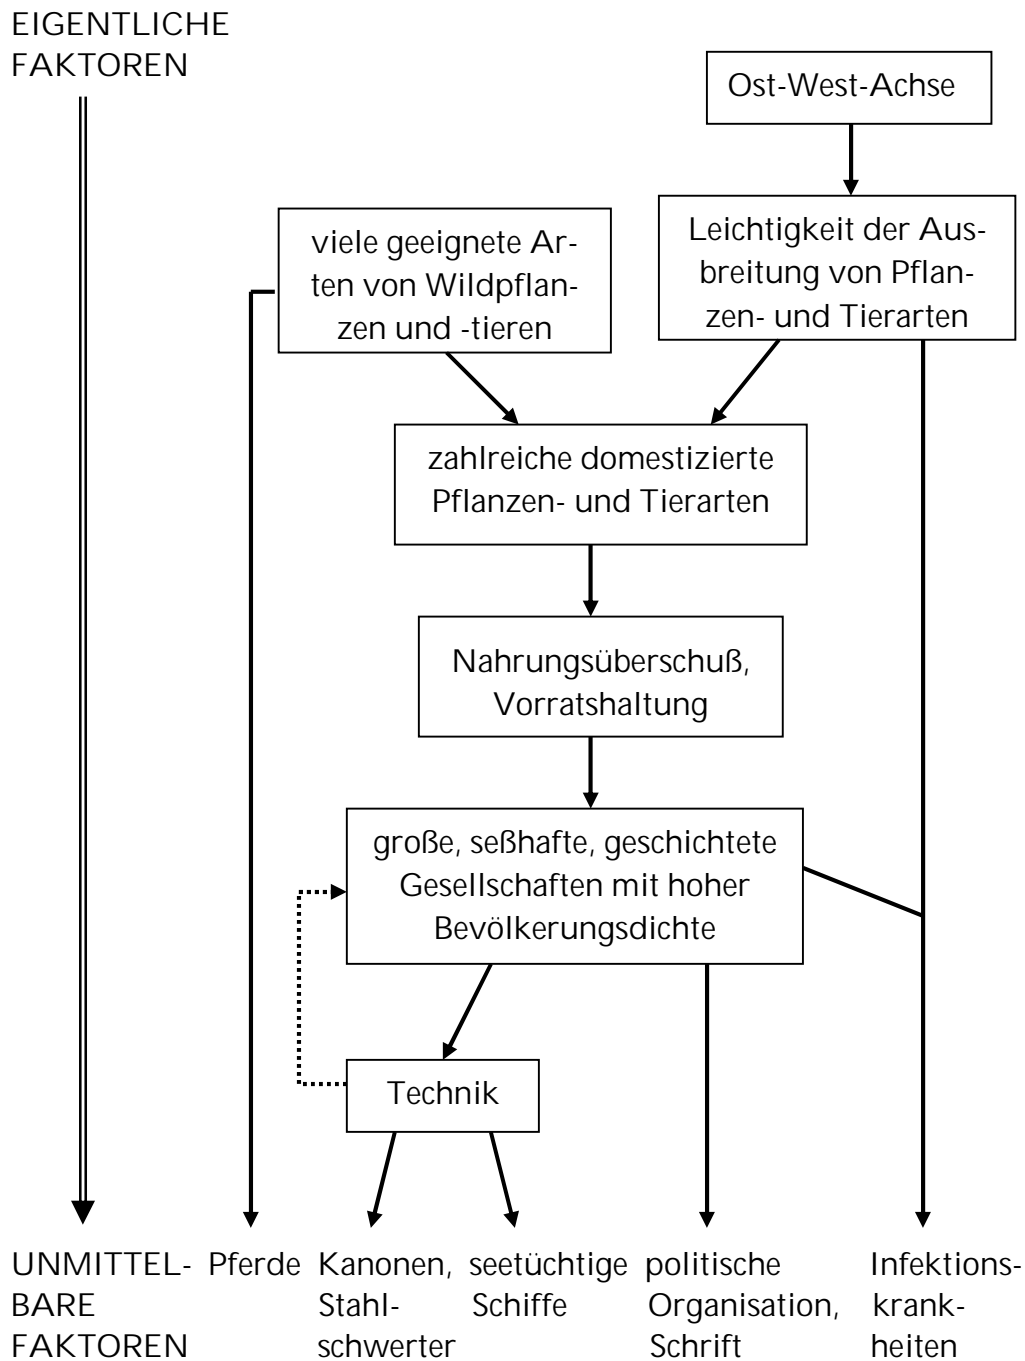 EIGENTLICHE
FAKTOREN
Ost-West-Achse
viele geeignete Ar-
ten von Wildpflan-
zen und -tieren
Leichtigkeit der Aus-
breitung von Pflan-
zen- und Tierarten
zahlreiche domestizierte
Pflanzen- und Tierarten
Nahrungsüberschuß,
Vorratshaltung
große, seßhafte, geschichtete
Gesellschaften mit hoher
Bevölkerungsdichte
Technik
UNMITTEL-
BARE
FAKTOREN
Pferde
Kanonen,
Stahl-
schwerter
seetüchtige
Schiffe
politische
Organisation,
Schrift
Infektions-
krank-
heiten